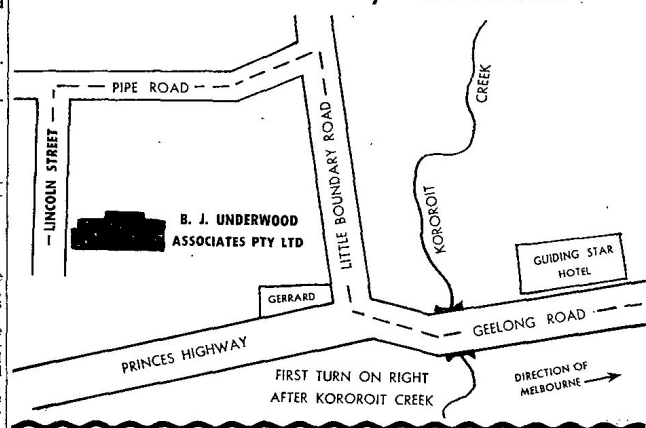 PIPE ROAD
LINCOLN STREET
B. J. UNDERWOOD
ASSOCIATES PTY LTD
LITTLE BOUNDARY ROAD
KOROROIT
CREEK
GUIDING STAR
HOTEL
GERRARD
GEELONG ROAD
PRINCES HIGHWAY
FIRST TURN ON RIGHT
AFTER KOROROIT CREEK
DIRECTION OF
MELBOURNE